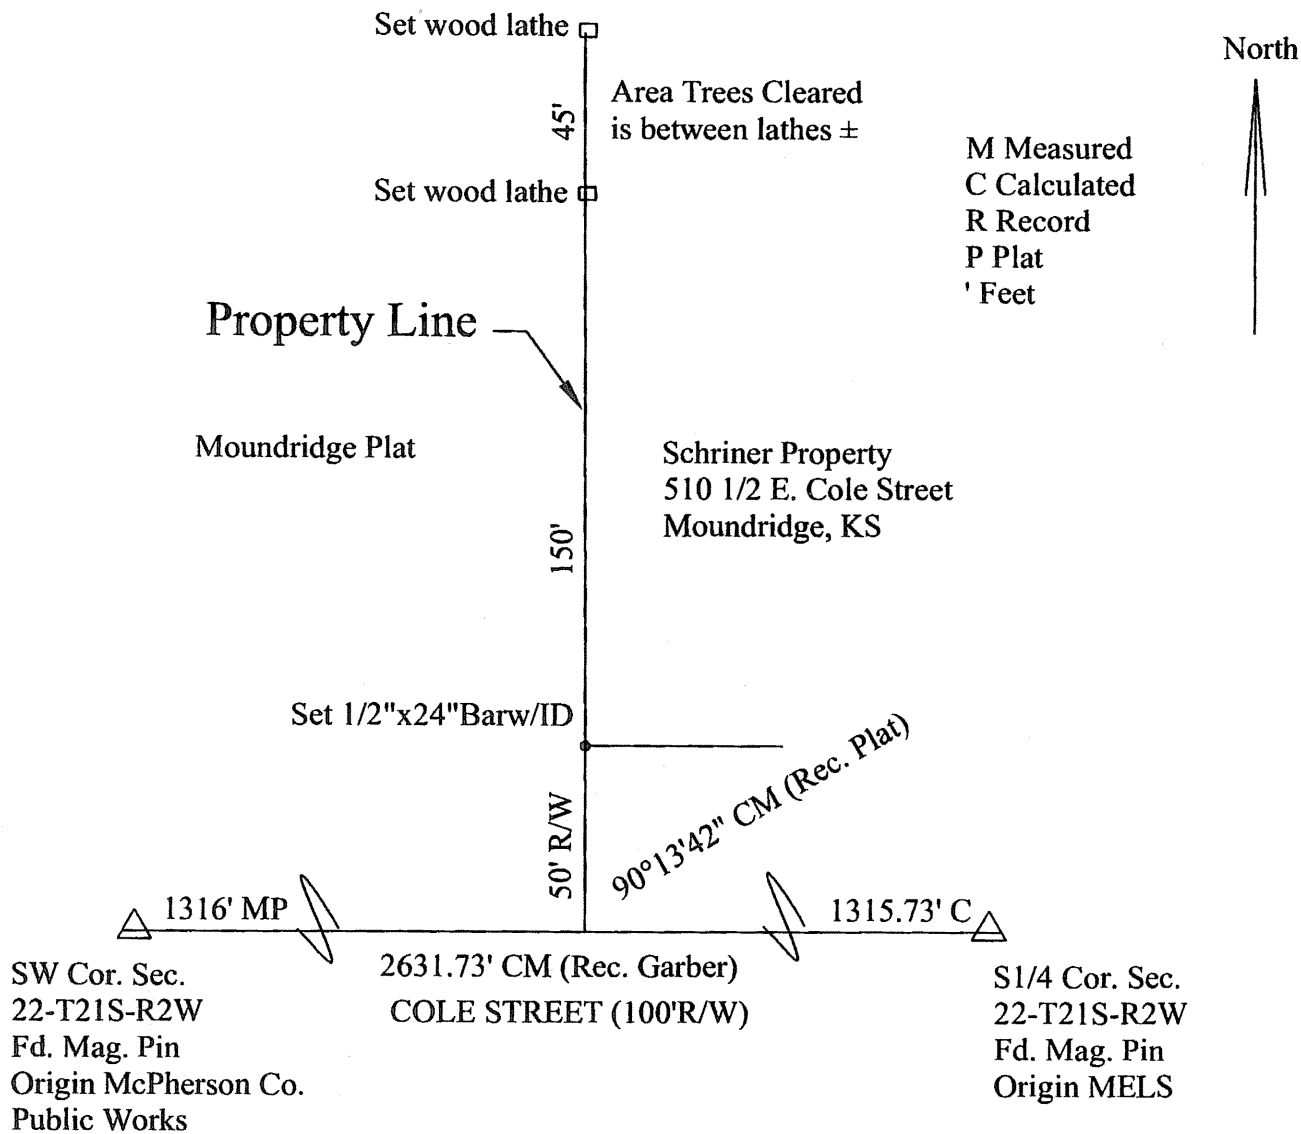 Set wood lathe
North
Area Trees Cleared
is between lathes ±
45'
M Measured
C Calculated
R Record
P Plat
' Feet
Set wood lathe
Property Line
Moundridge Plat
Schriner Property
510 1/2 E. Cole Street
Moundridge, KS
150'
Set 1/2"x24"Barw/ID
90°13'42" CM (Rec. Plat)
50' R/W
1316' MP
1315.73' C
2631.73' CM (Rec. Garber)
COLE STREET (100'R/W)
SW Cor. Sec.
22-T21S-R2W
Fd. Mag. Pin
Origin McPherson Co.
Public Works
S1/4 Cor. Sec.
22-T21S-R2W
Fd. Mag. Pin
Origin MELS